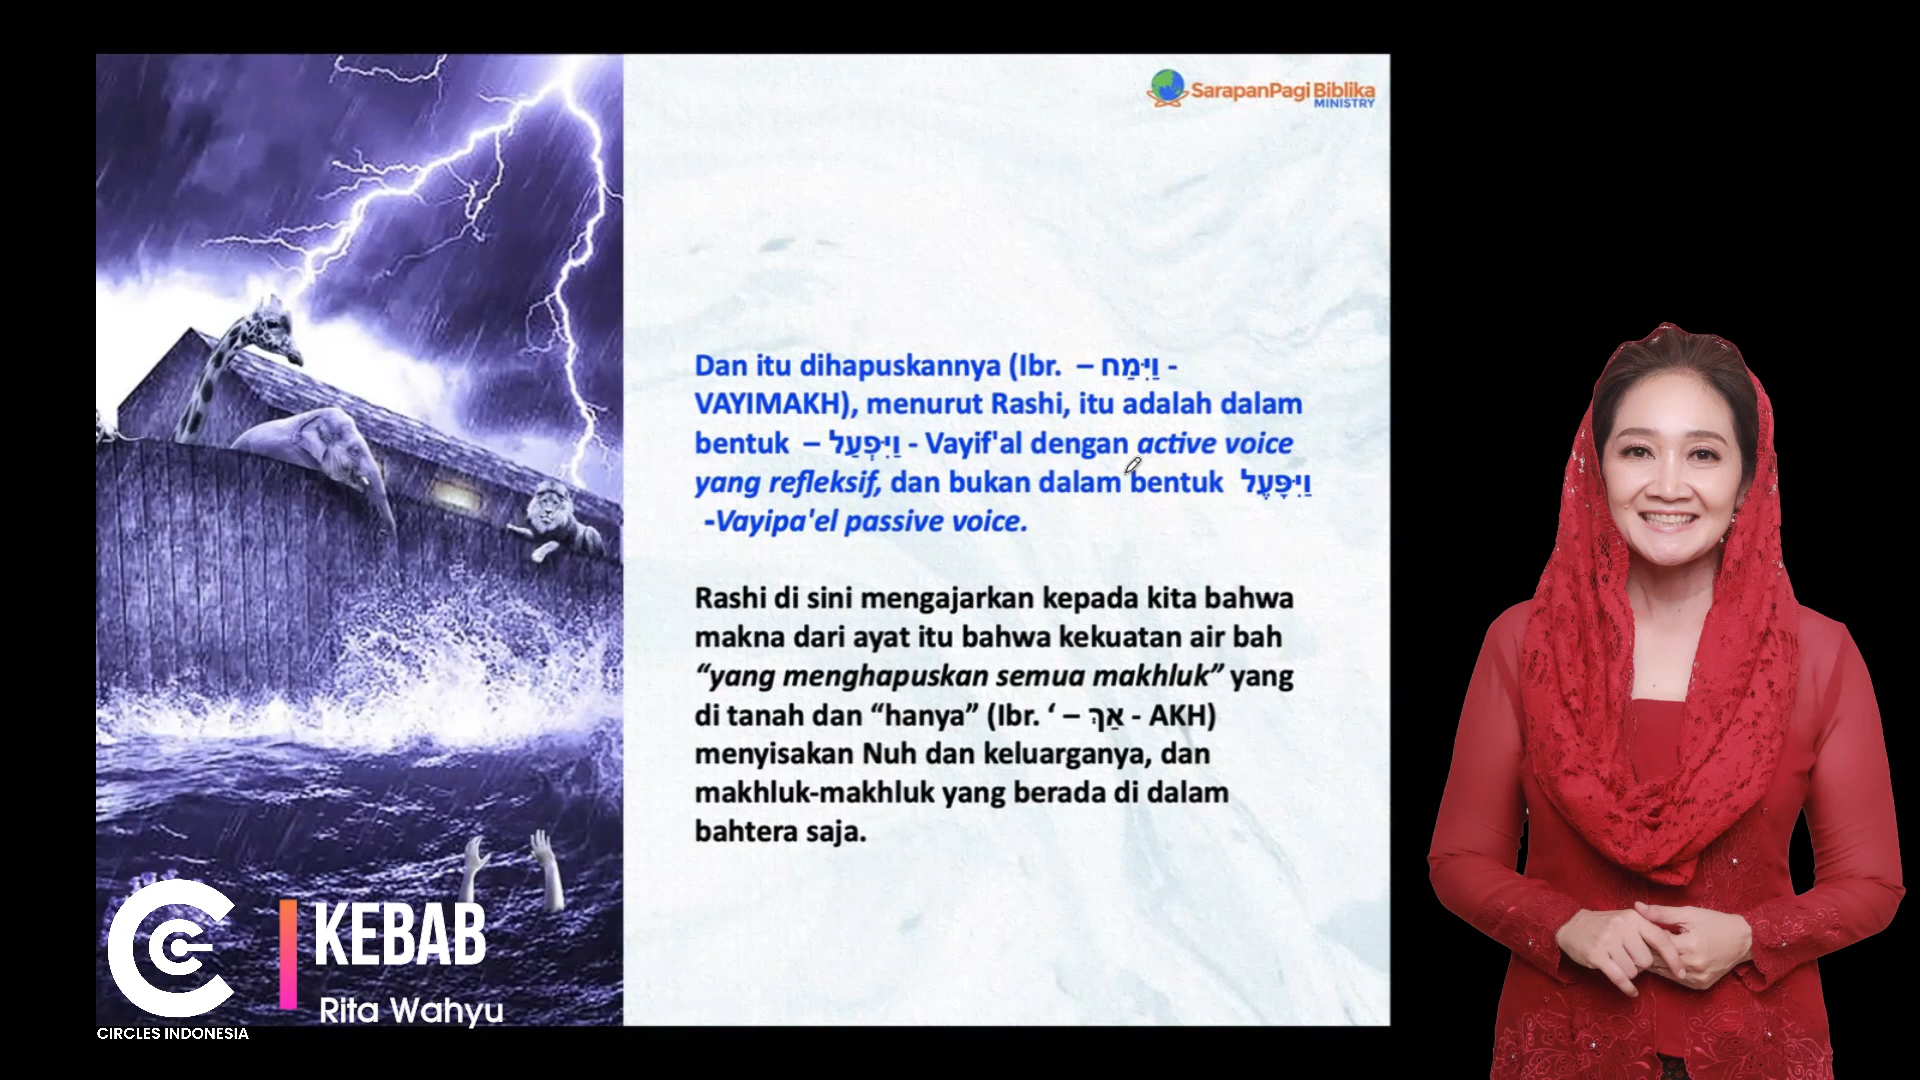 SarapanPagi Biblika
MINISTRY
Dan itu dihapuskannya (Ibr. – וַיִּמַח -
VAYIMAKH), menurut Rashi, itu adalah dalam
bentuk – וַיִּפְעַל - Vayif'al dengan active voice
yang refleksif, dan bukan dalam bentuk וַיִּפָּעֶל
-Vayipa'el passive voice.
Rashi di sini mengajarkan kepada kita bahwa
makna dari ayat itu bahwa kekuatan air bah
“yang menghapuskan semua makhluk” yang
di tanah dan “hanya” (Ibr. ‘ – אַךְ - AKH)
menyisakan Nuh dan keluarganya, dan
makhluk-makhluk yang berada di dalam
bahtera saja.
KEBAB
Rita Wahyu
CIRCLES INDONESIA